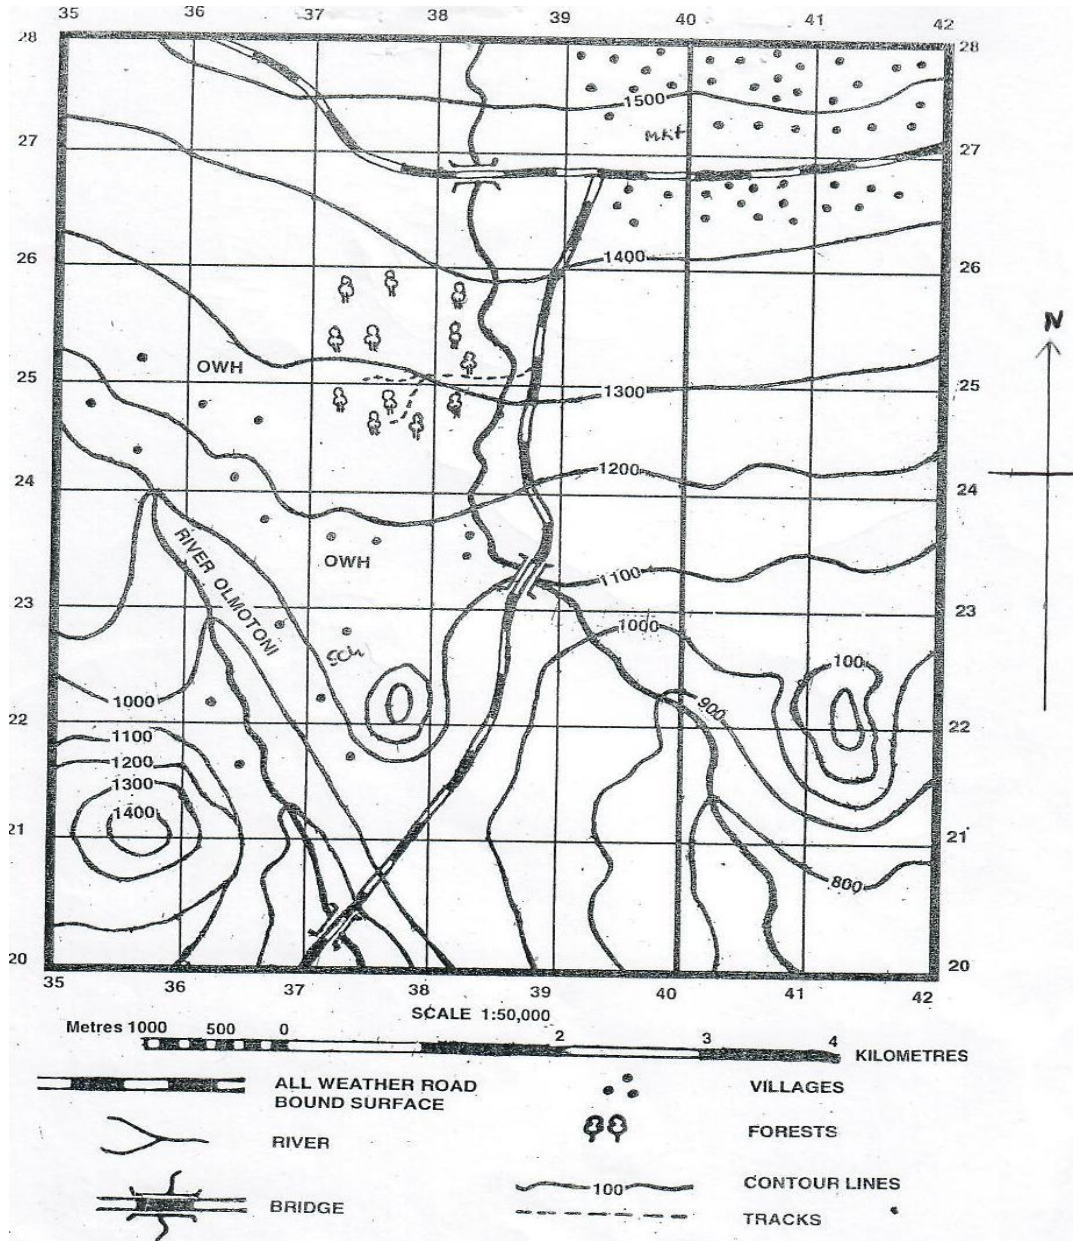 35 36 37 38 39 40 41 42
28 28
1500
MKt
27 27
1400
26 26
N
OWH
25 25
1300
1200
24 24
RIVER OLMOTONI
OWH
1100
23 23
1000
SCh
100
1000
900
22 22
1100
1200
1300
1400
21 21
800
20 20
35 36 37 38 39 40 41 42
SCALE 1:50,000
Metres 1000 500 0 2 3 4 KILOMETRES
ALL WEATHER ROAD
BOUND SURFACE
VILLAGES
RIVER
FORESTS
BRIDGE
100
CONTOUR LINES
TRACKS